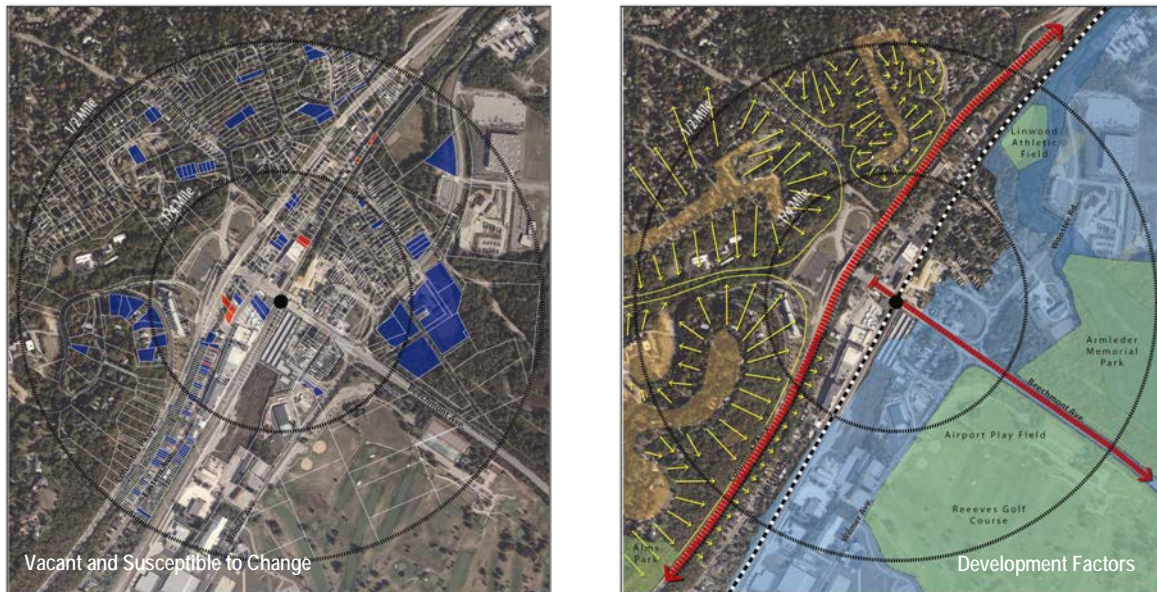 1/2 Mile
1/4 Mile
Beechmont Ave
Vacant and Susceptible to Change
1/2 Mile
1/4 Mile
Linwood
Athletic
Field
Wooster Rd
Armleder
Memorial
Park
Beechmont Ave.
Airport Play Field
Reeeves Golf
Course
Wilmer Ave
Alms
Park
Development Factors